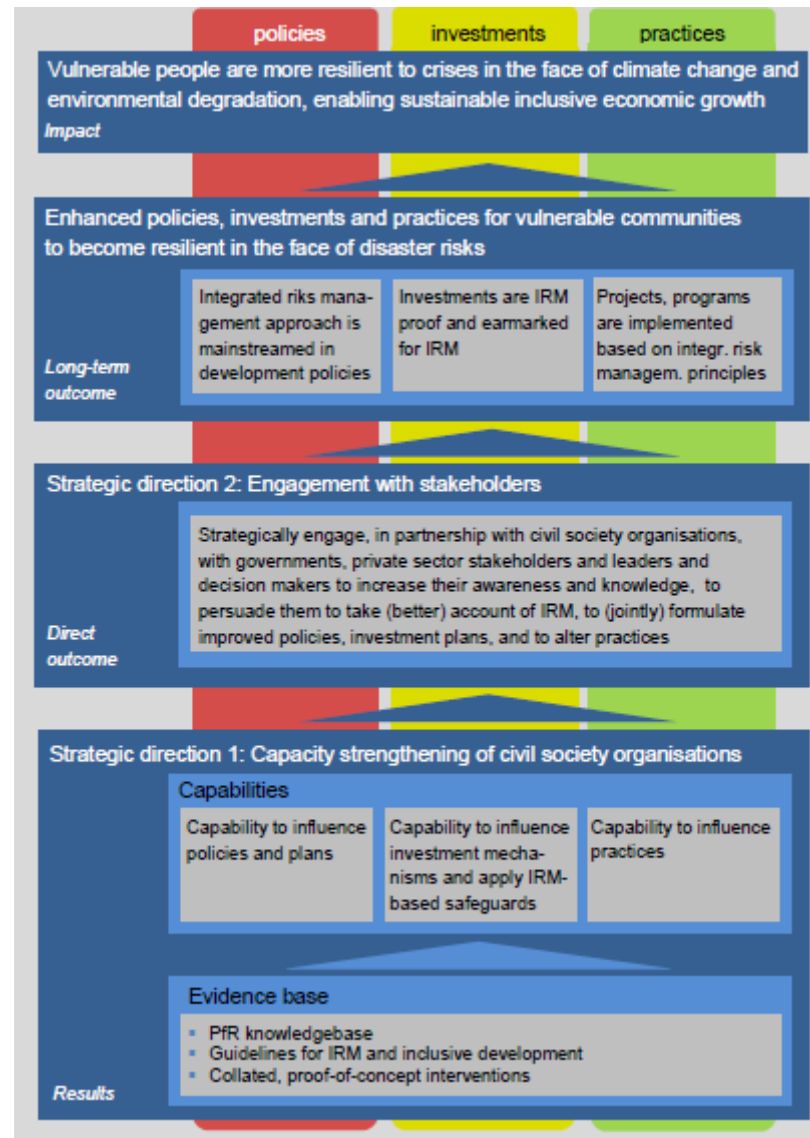 policies
investments
practices
Vulnerable people are more resilient to crises in the face of climate change and
environmental degradation, enabling sustainable inclusive economic growth
Impact
Enhanced policies, investments and practices for vulnerable communities
to become resilient in the face of disaster risks
Integrated riks mana-
gement approach is
mainstreamed in
development policies
Investments are IRM
proof and earmarked
for IRM
Projects, programs
are implemented
based on integr. risk
managem. principles
Long-term
outcome
Strategic direction 2: Engagement with stakeholders
Strategically engage, in partnership with civil society organisations,
with governments, private sector stakeholders and leaders and
decision makers to increase their awareness and knowledge, to
persuade them to take (better) account of IRM, to (jointly) formulate
improved policies, investment plans, and to alter practices
Direct
outcome
Strategic direction 1: Capacity strengthening of civil society organisations
Capabilities
Capability to influence
policies and plans
Capability to influence
investment mecha-
nisms and apply IRM-
based safeguards
Capability to influence
practices
Evidence base
▪ PfR knowledgebase
▪ Guidelines for IRM and inclusive development
▪ Collated, proof-of-concept interventions
Results